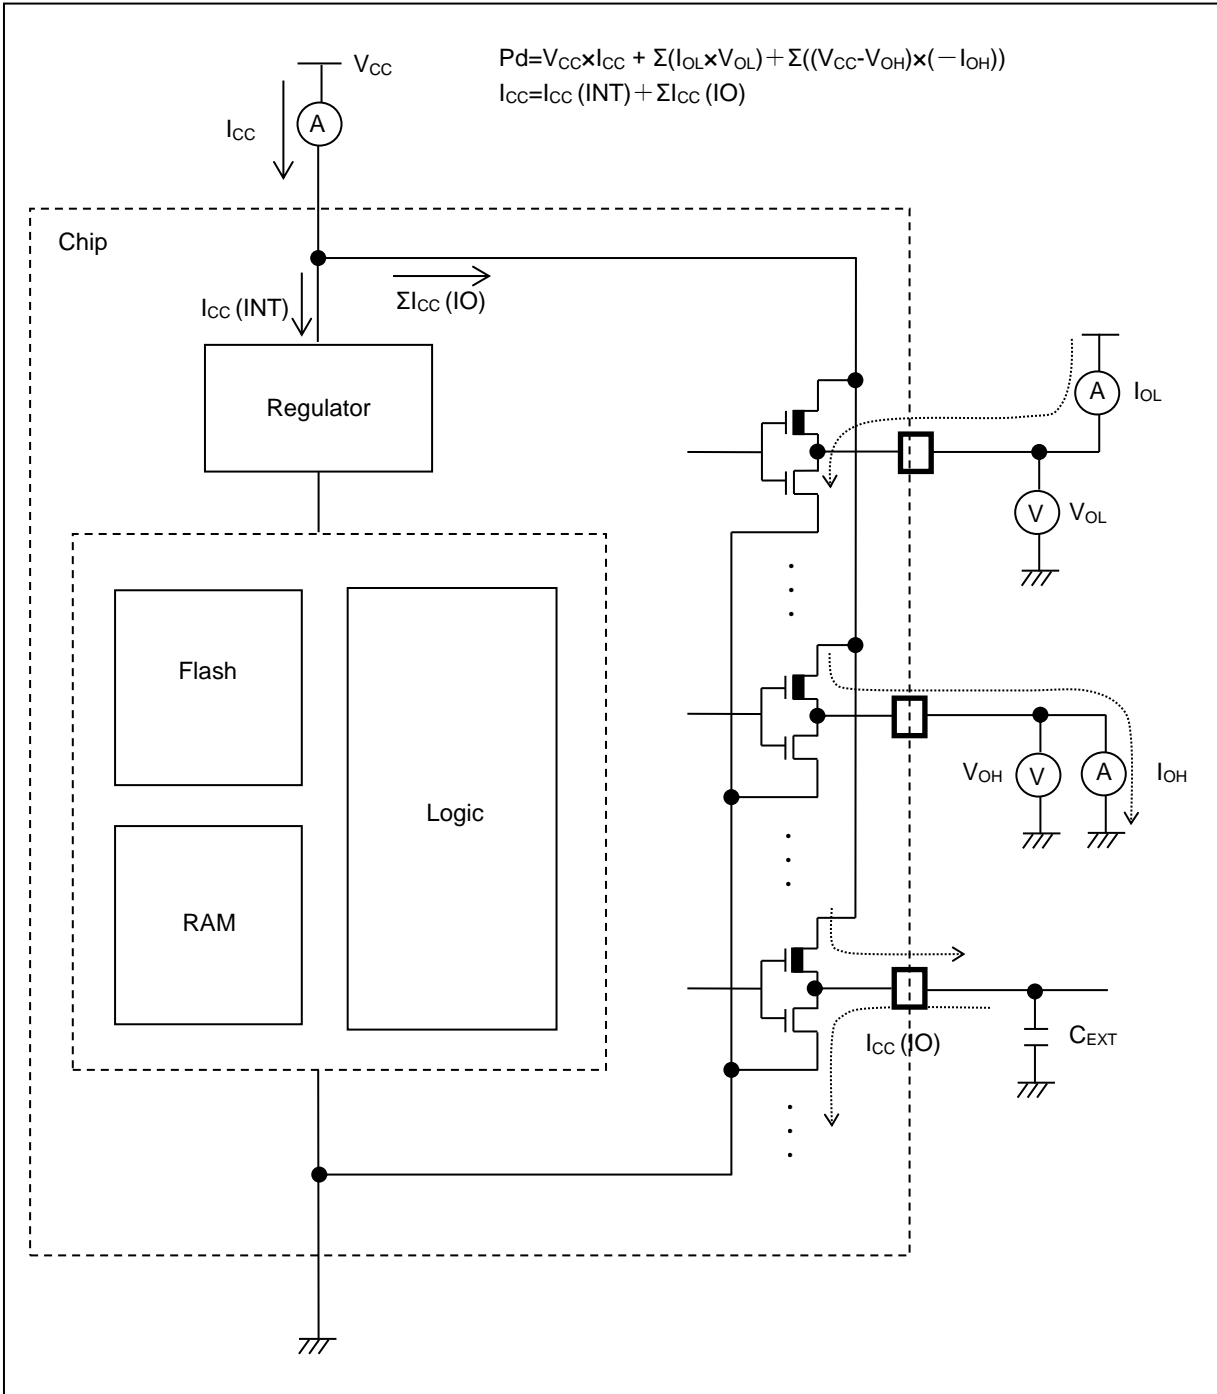 Pd=VCC×ICC + Σ(IOL×VOL)+Σ((VCC-VOH)×(-IOH))
ICC=ICC(INT)+ΣICC(IO)
VCC
A
ICC
Chip
ICC(INT)
ΣICC(IO)
Regulator
A
IOL
V
VOL
Flash
Logic
RAM
VOH
V
A
IOH
ICC(IO)
CEXT